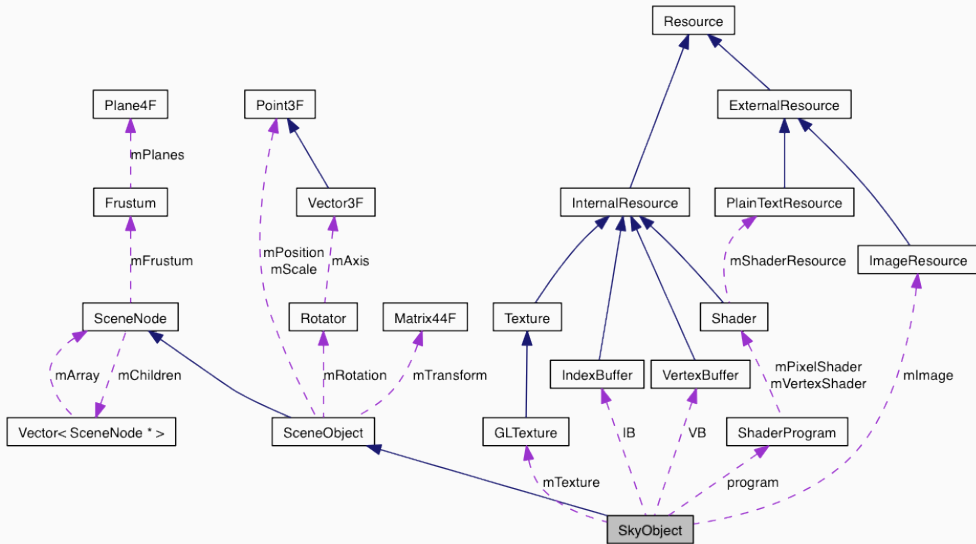 Resource
Plane4F
Point3F
ExternalResource
mPlanes
Frustum
Vector3F
InternalResource
PlainTextResource
mFrustum
mPosition
mScale
mAxis
mShaderResource
ImageResource
SceneNode
Rotator
Matrix44F
Texture
Shader
mArray
mChildren
mRotation
mTransform
IndexBuffer
VertexBuffer
mPixelShader
mVertexShader
mImage
Vector< SceneNode * >
SceneObject
GLTexture
IB
VB
ShaderProgram
mTexture
program
SkyObject